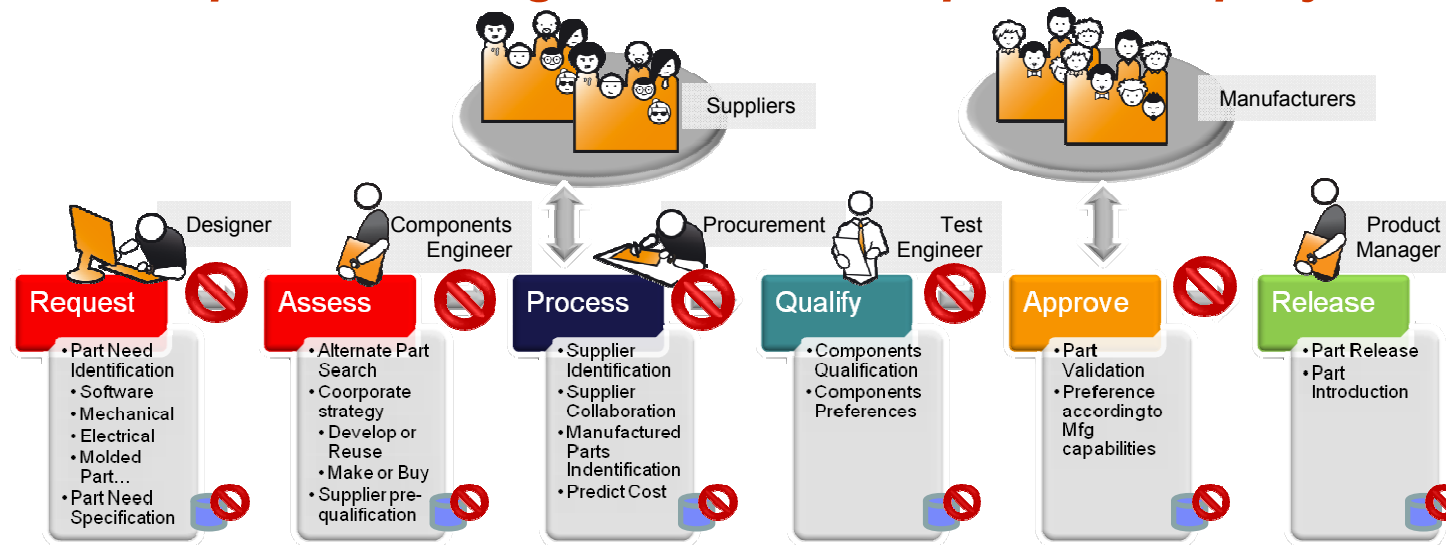 Suppliers
Manufacturers
Designer
Components
Engineer
Procurement
Test
Engineer
Product
Manager
Request
Assess
Process
Qualify
Approve
Release
• Part Need
Identification
• Software
• Mechanical
• Electrical
• Molded
Part...
• Part Need
Specification
• Alternate Part
Search
• Coorporate
strategy
• Develop or
Reuse
• Make or Buy
• Supplier pre-
qualification
• Supplier
Identification
• Supplier
Collaboration
• Manufactured
Parts
Indentification
• Predict Cost
• Components
Qualification
• Components
Preferences
• Part
Validation
• Preference
according to
Mfg
capabilities
• Part Release
• Part
Introduction